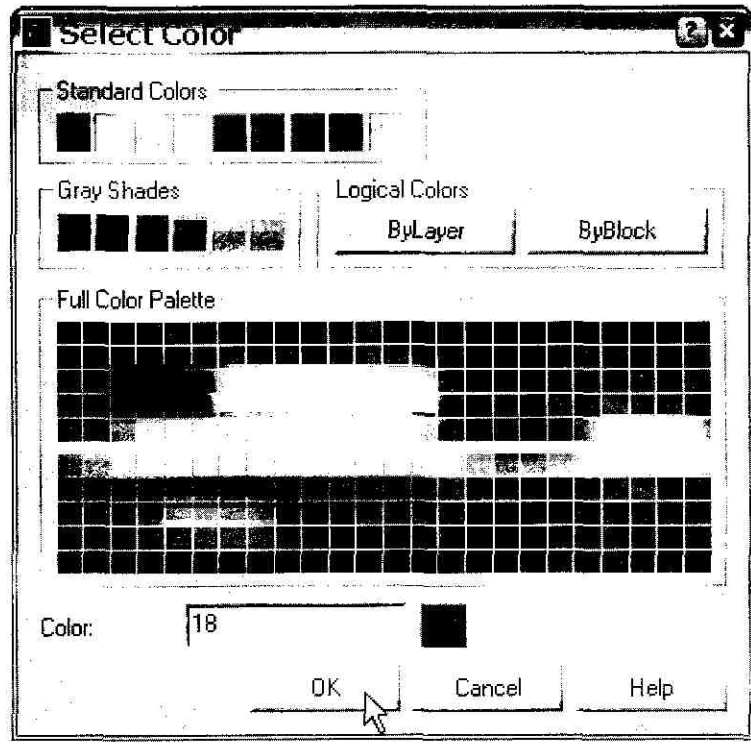 Select Color
Standard Colors
Gray Shades
Logical Colors
ByLayer
ByBlock
Full Color Palette
Color:
18
OK
Cancel
Help